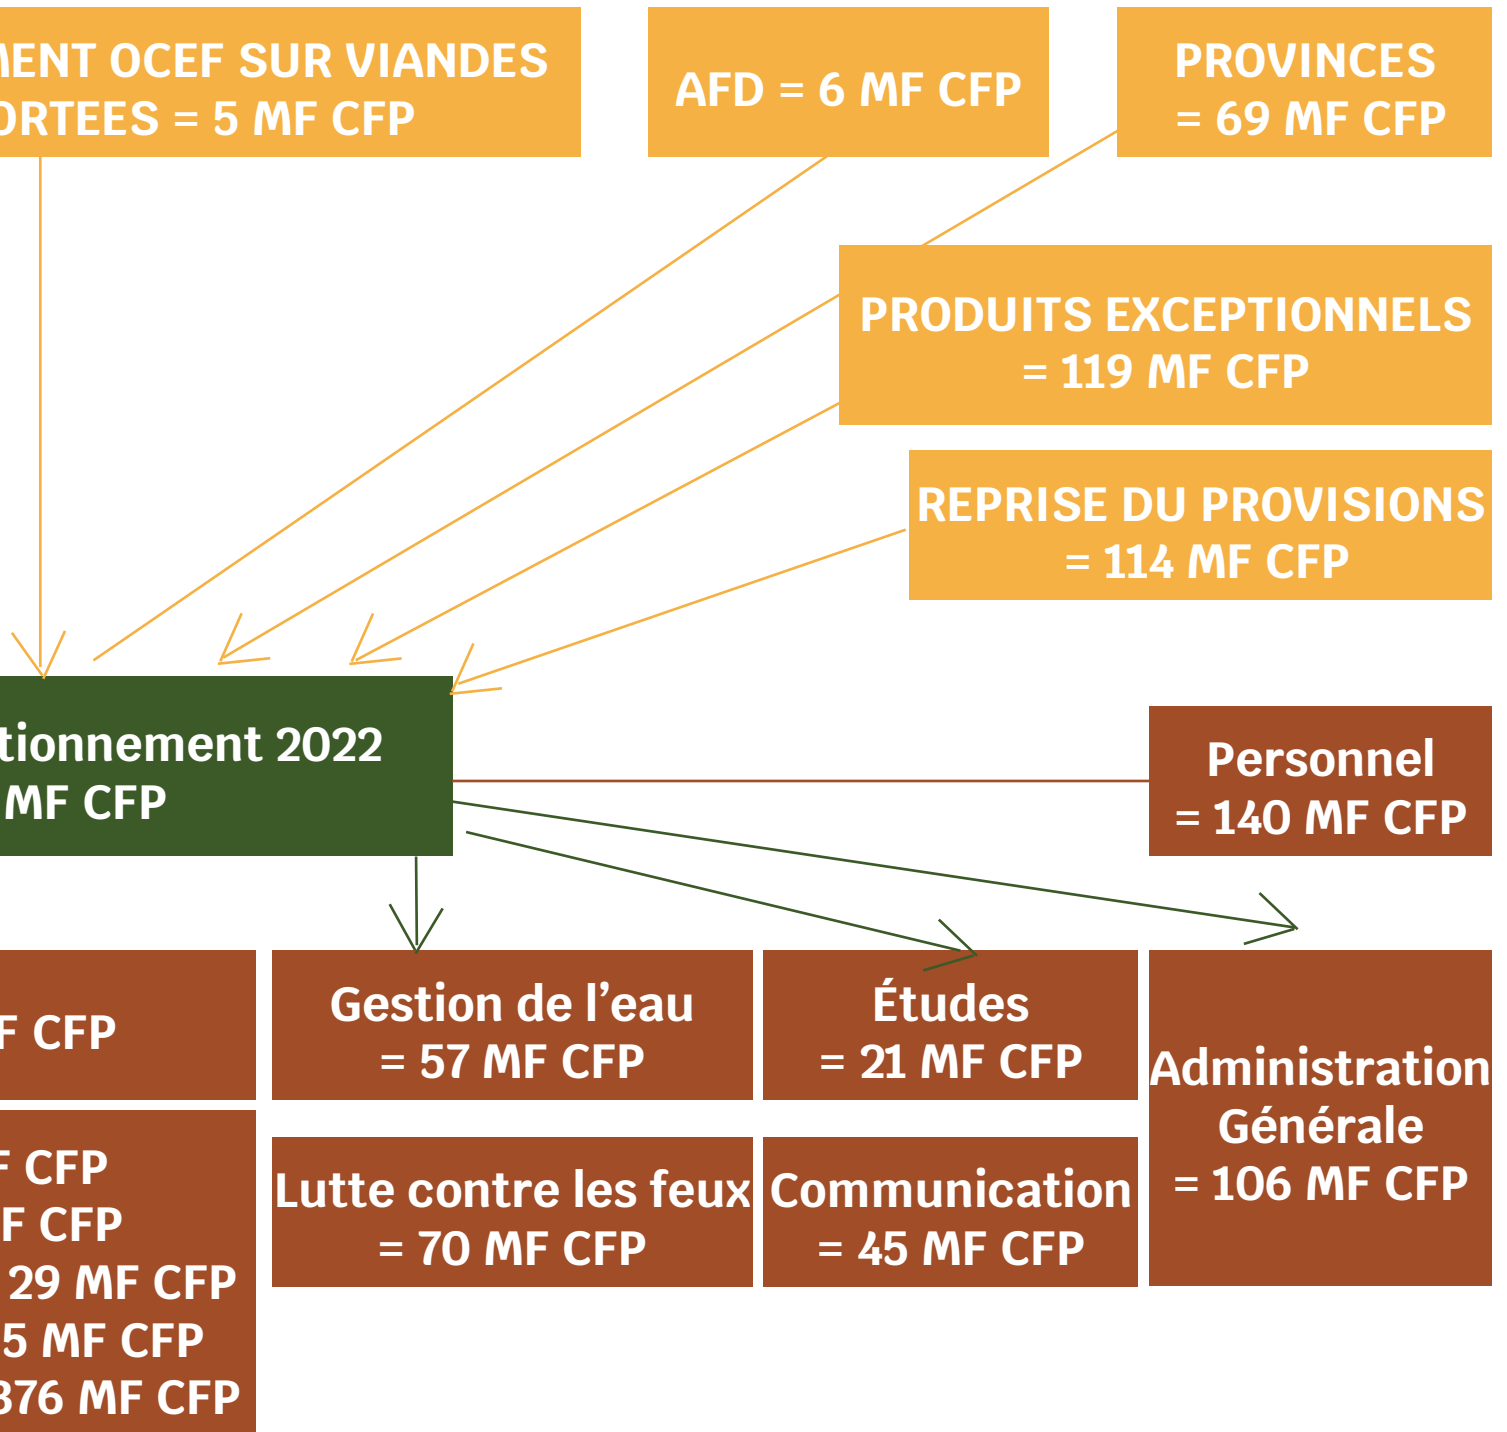 MENT OCEF SUR VIANDES
ORTEES = 5 MF CFP
AFD = 6 MF CFP
PROVINCES
= 69 MF CFP
PRODUITS EXCEPTIONNELS
= 119 MF CFP
REPRISE DU PROVISIONS
= 114 MF CFP
tionnement 2022
MF CFP
Personnel
= 140 MF CFP
F CFP
Gestion de l’eau
= 57 MF CFP
Études
= 21 MF CFP
Administration
Générale
= 106 MF CFP
F CFP
F CFP
29 MF CFP
5 MF CFP
376 MF CFP
Lutte contre les feux
= 70 MF CFP
Communication
= 45 MF CFP